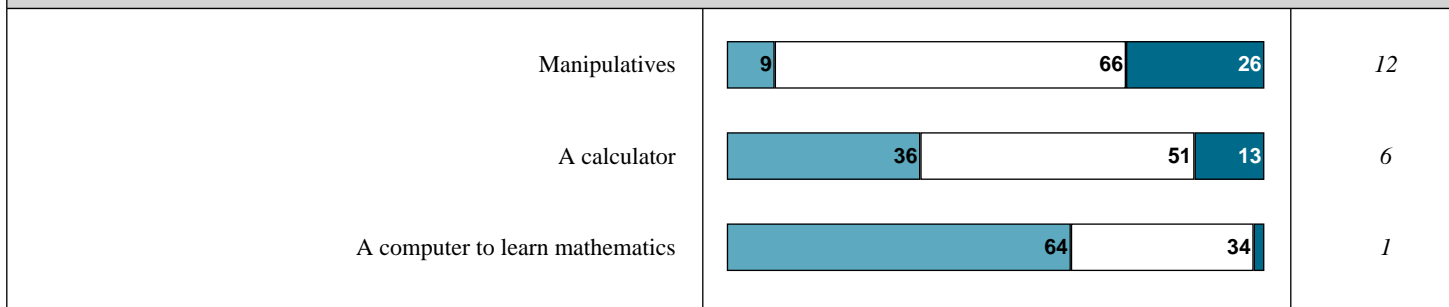 Manipulatives 9 66 26 12
A calculator 36 51 13 6
A computer to learn mathematics 64 34 1